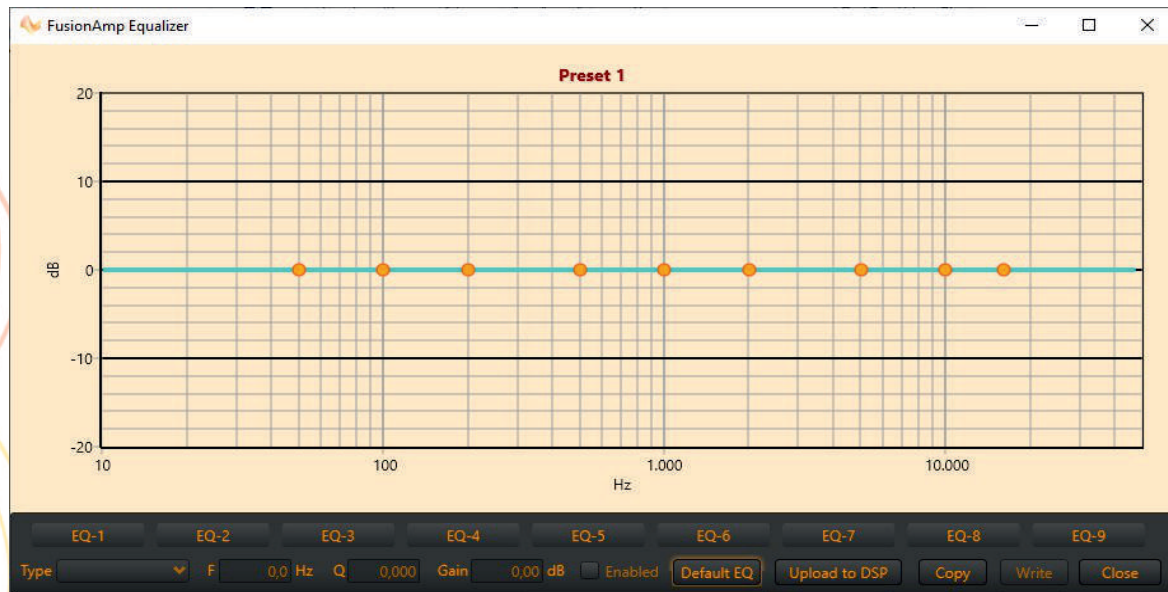 FusionAmp Equalizer
Preset 1
20
10
dB
0
-10
-20
10 100 1.000 10.000
Hz
EQ-1 EQ-2 EQ-3 EQ-4 EQ-5 EQ-6 EQ-7 EQ-8 EQ-9
Type F 0,0 Hz Q 0,000 Gain 0,00 dB Enabled Default EQ Upload to DSP Copy Write Close